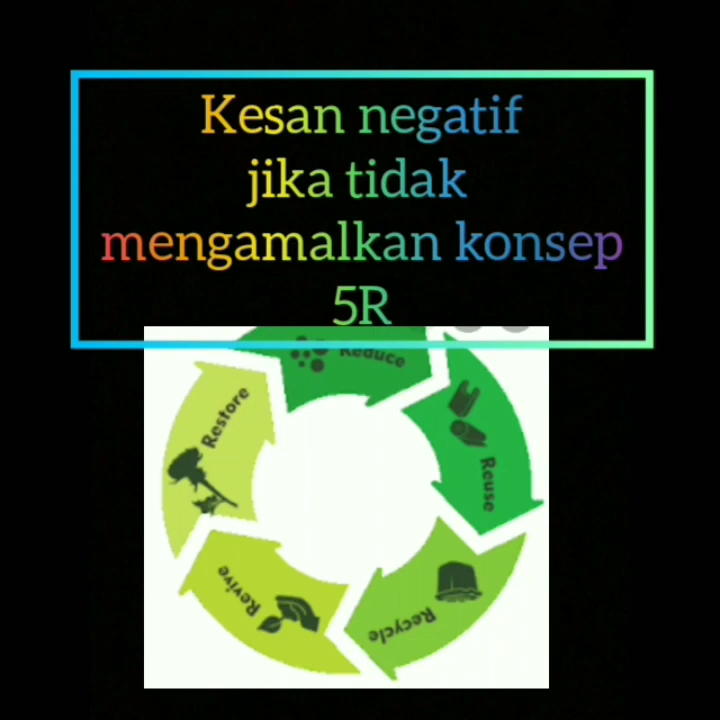 Kesan negatif
jika tidak
mengamalkan konsep
5R
Reduce
Reuse
Recycle
Revive
Restore